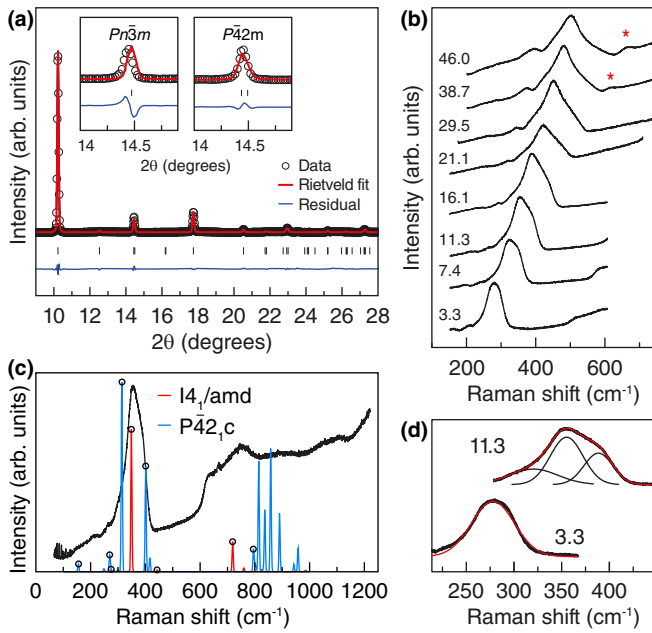 (a)
Pn3̄m
P4̄2m
14
14.5
14
14.5
2θ (degrees)
Data
Rietveld fit
Residual
Intensity (arb. units)
10 12 14 16 18 20 22 24 26 28
2θ (degrees)
(b)
46.0
*
38.7
*
29.5
21.1
16.1
11.3
7.4
3.3
Intensity (arb. units)
200 400 600
Raman shift (cm-1)
(c)
I41/amd
P4̄21c
Intensity (arb. units)
0 200 400 600 800 1000 1200
Raman shift (cm-1)
(d)
11.3
3.3
250 300 350 400
Raman shift (cm-1)